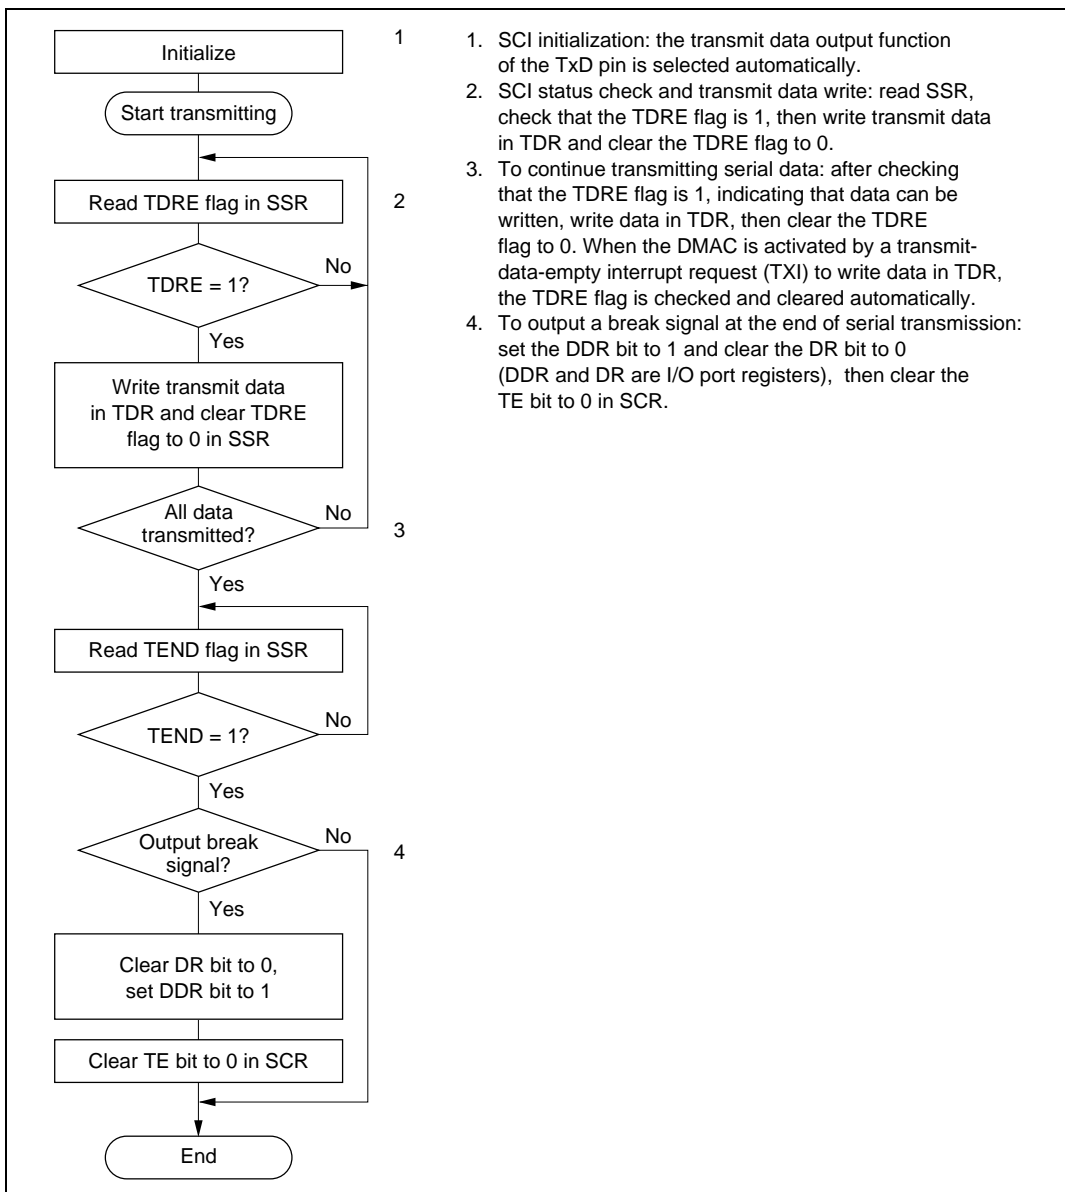 Initialize
1
Start transmitting
Read TDRE flag in SSR
2
TDRE = 1?
No
Yes
Write transmit data
in TDR and clear TDRE
flag to 0 in SSR
All data
transmitted?
No
3
Yes
Read TEND flag in SSR
TEND = 1?
No
Yes
Output break
signal?
No
4
Yes
Clear DR bit to 0,
set DDR bit to 1
Clear TE bit to 0 in SCR
End
1. SCI initialization: the transmit data output function
of the TxD pin is selected automatically.
2. SCI status check and transmit data write: read SSR,
check that the TDRE flag is 1, then write transmit data
in TDR and clear the TDRE flag to 0.
3. To continue transmitting serial data: after checking
that the TDRE flag is 1, indicating that data can be
written, write data in TDR, then clear the TDRE
flag to 0. When the DMAC is activated by a transmit-
data-empty interrupt request (TXI) to write data in TDR,
the TDRE flag is checked and cleared automatically.
4. To output a break signal at the end of serial transmission:
set the DDR bit to 1 and clear the DR bit to 0
(DDR and DR are I/O port registers), then clear the
TE bit to 0 in SCR.